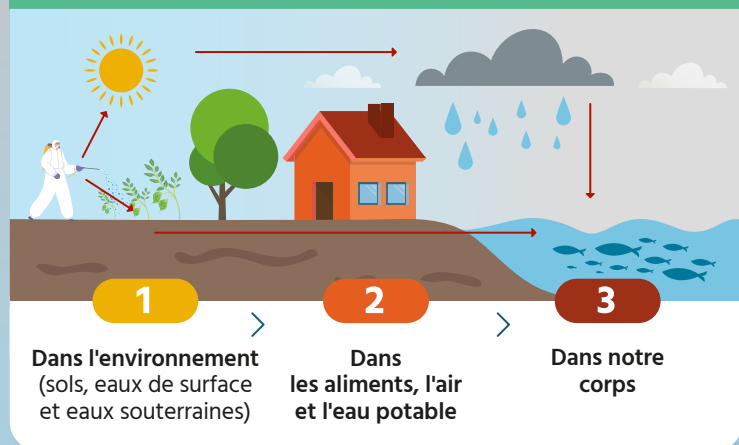 1
Dans l'environnement
(sols, eaux de surface
et eaux souterraines)
2
Dans
les aliments, l'air
et l'eau potable
3
Dans notre
corps